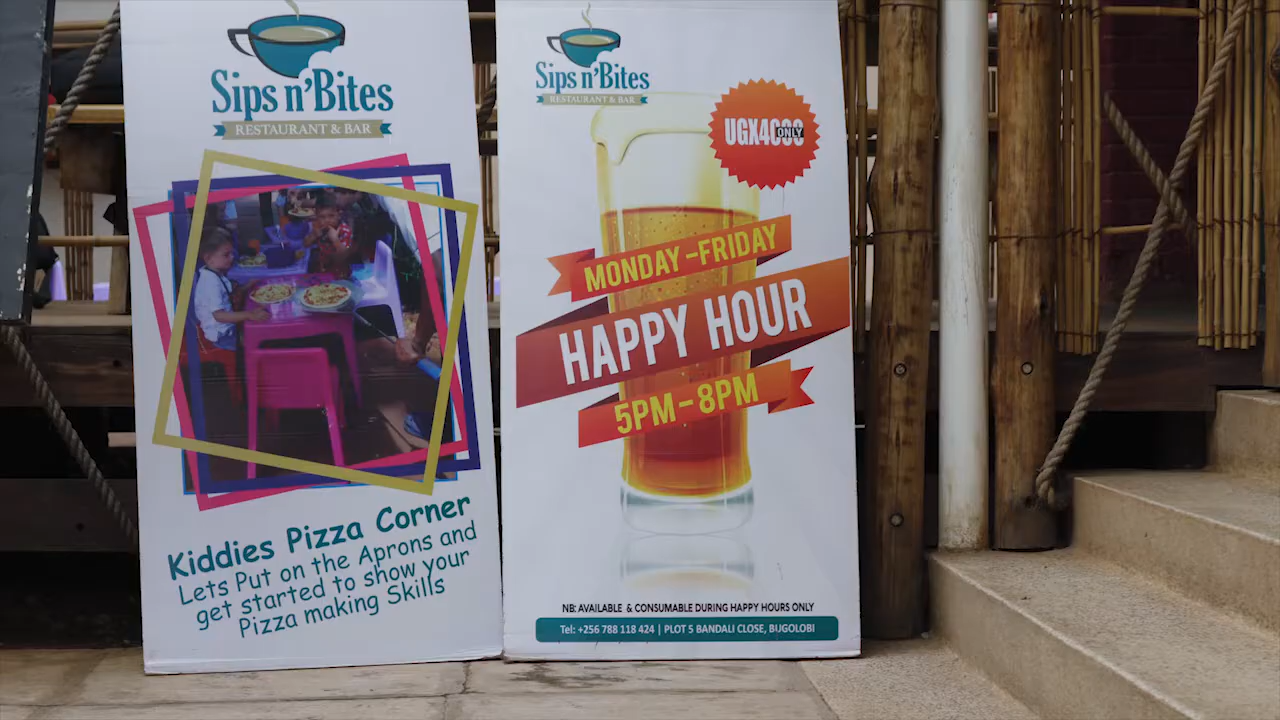 Sips n'Bites
RESTAURANT & BAR
Kiddies Pizza Corner
Lets Put on the Aprons and
get started to show your
Pizza making Skills
Sips n'Bites
RESTAURANT & BAR
UGX4000
ONLY
MONDAY-FRIDAY
HAPPY HOUR
5PM-8PM
NB: AVAILABLE & CONSUMABLE DURING HAPPY HOURS ONLY
Tel: +256 788 118 424 | PLOT 5 BANDALI CLOSE, BUGOLOBI